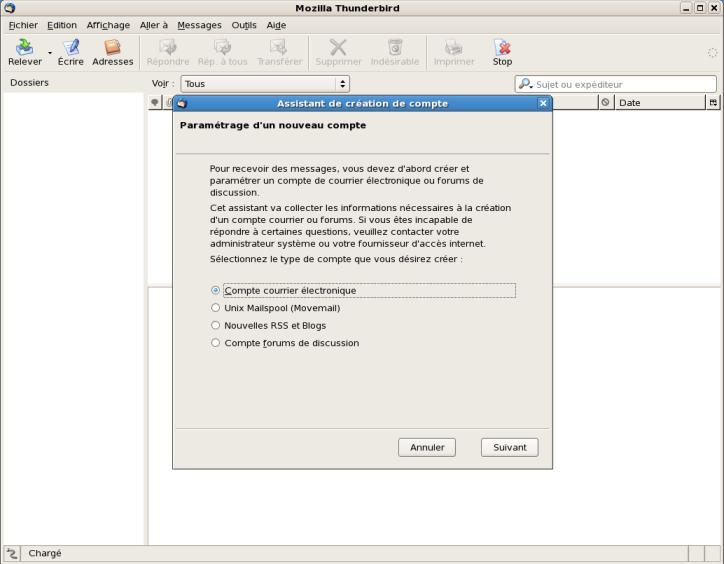 Mozilla Thunderbird
Fichier Edition Affichage Aller à Messages Outils Aide
Relever Écrire Adresses Répondre Rép. à tous Transférer Supprimer Indésirable Imprimer Stop
Dossiers
Voir : Tous
Sujet ou expéditeur
Date
Assistant de création de compte
Paramétrage d'un nouveau compte
Pour recevoir des messages, vous devez d'abord créer et
paramétrer un compte de courrier électronique ou forums de
discussion.
Cet assistant va collecter les informations nécessaires à la création
d'un compte courrier ou forums. Si vous êtes incapable de
répondre à certaines questions, veuillez contacter votre
administrateur système ou votre fournisseur d'accès internet.
Sélectionnez le type de compte que vous désirez créer :
Compte courrier électronique
Unix Mailspool (Movemail)
Nouvelles RSS et Blogs
Compte forums de discussion
Annuler Suivant
Chargé